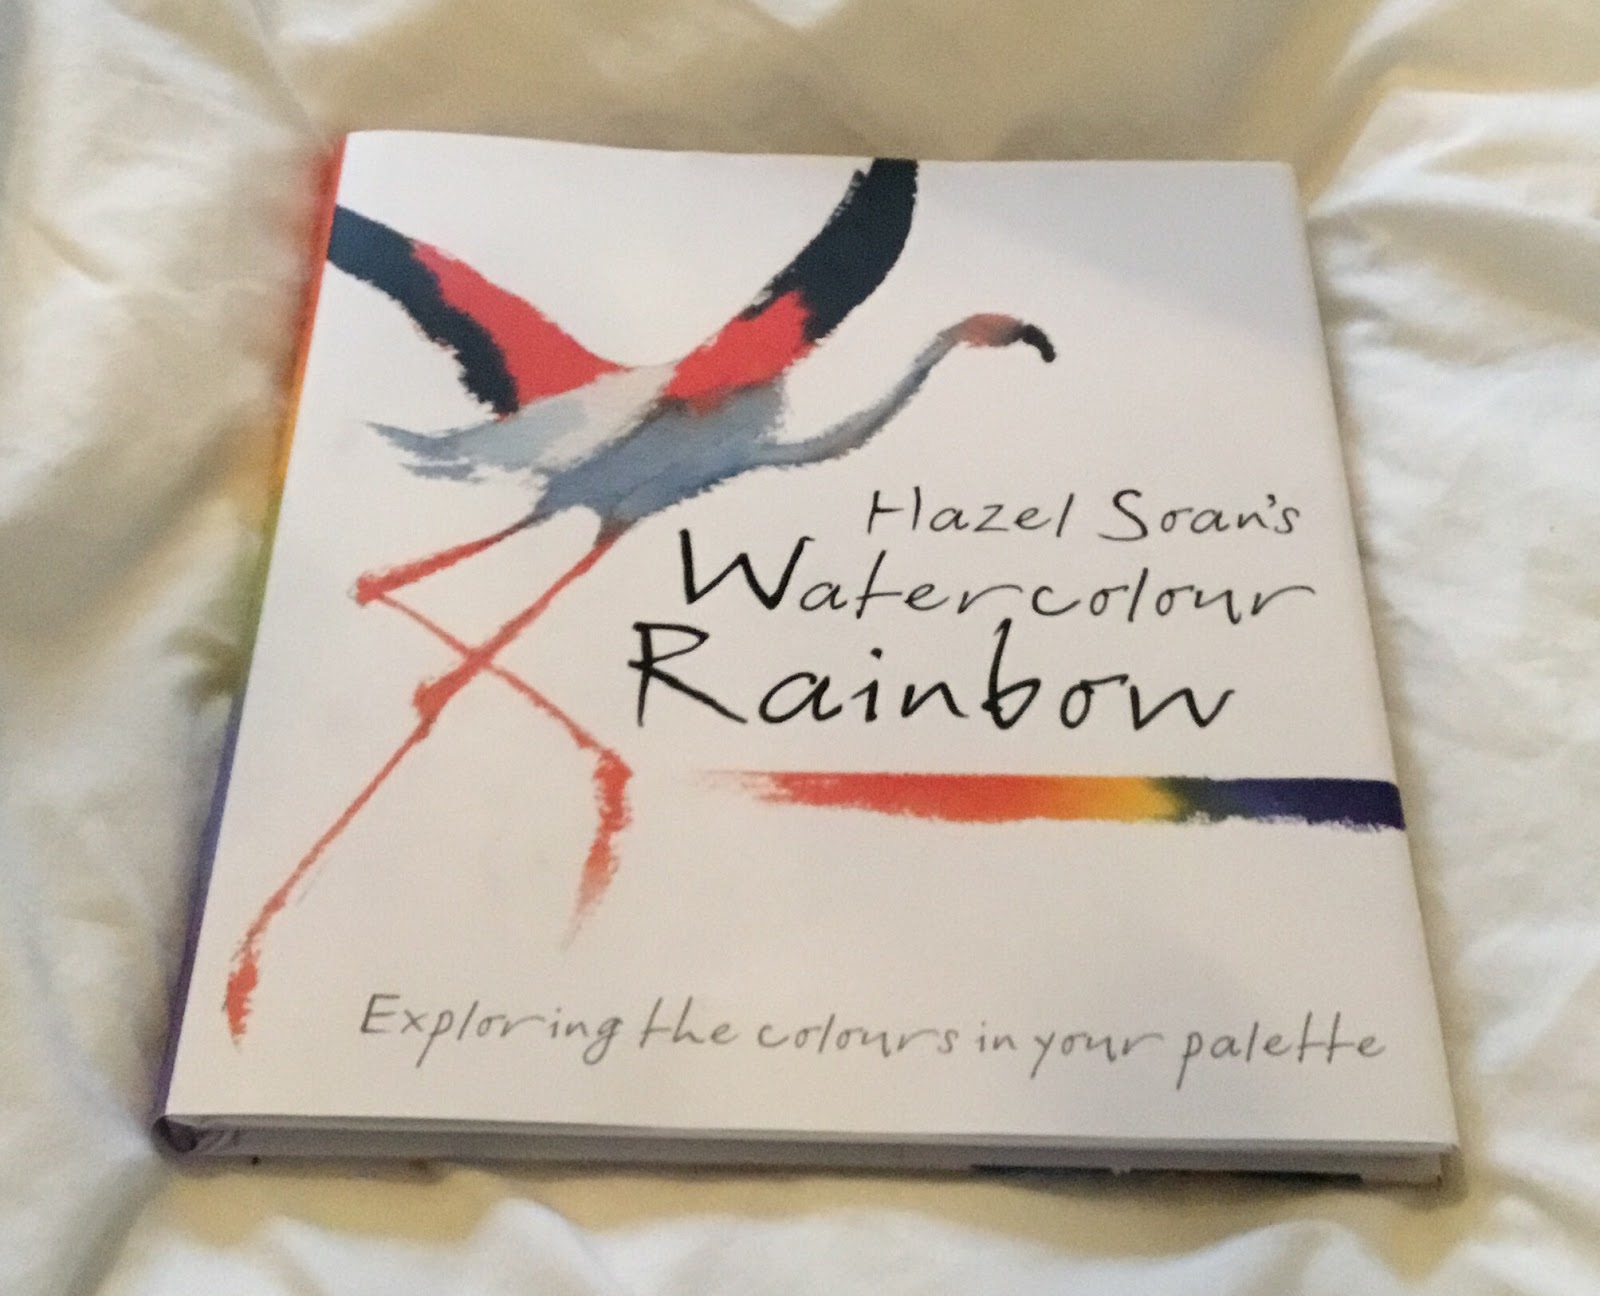 Hazel Soan's
Watercolour
Rainbow
Exploring the colours in your palette